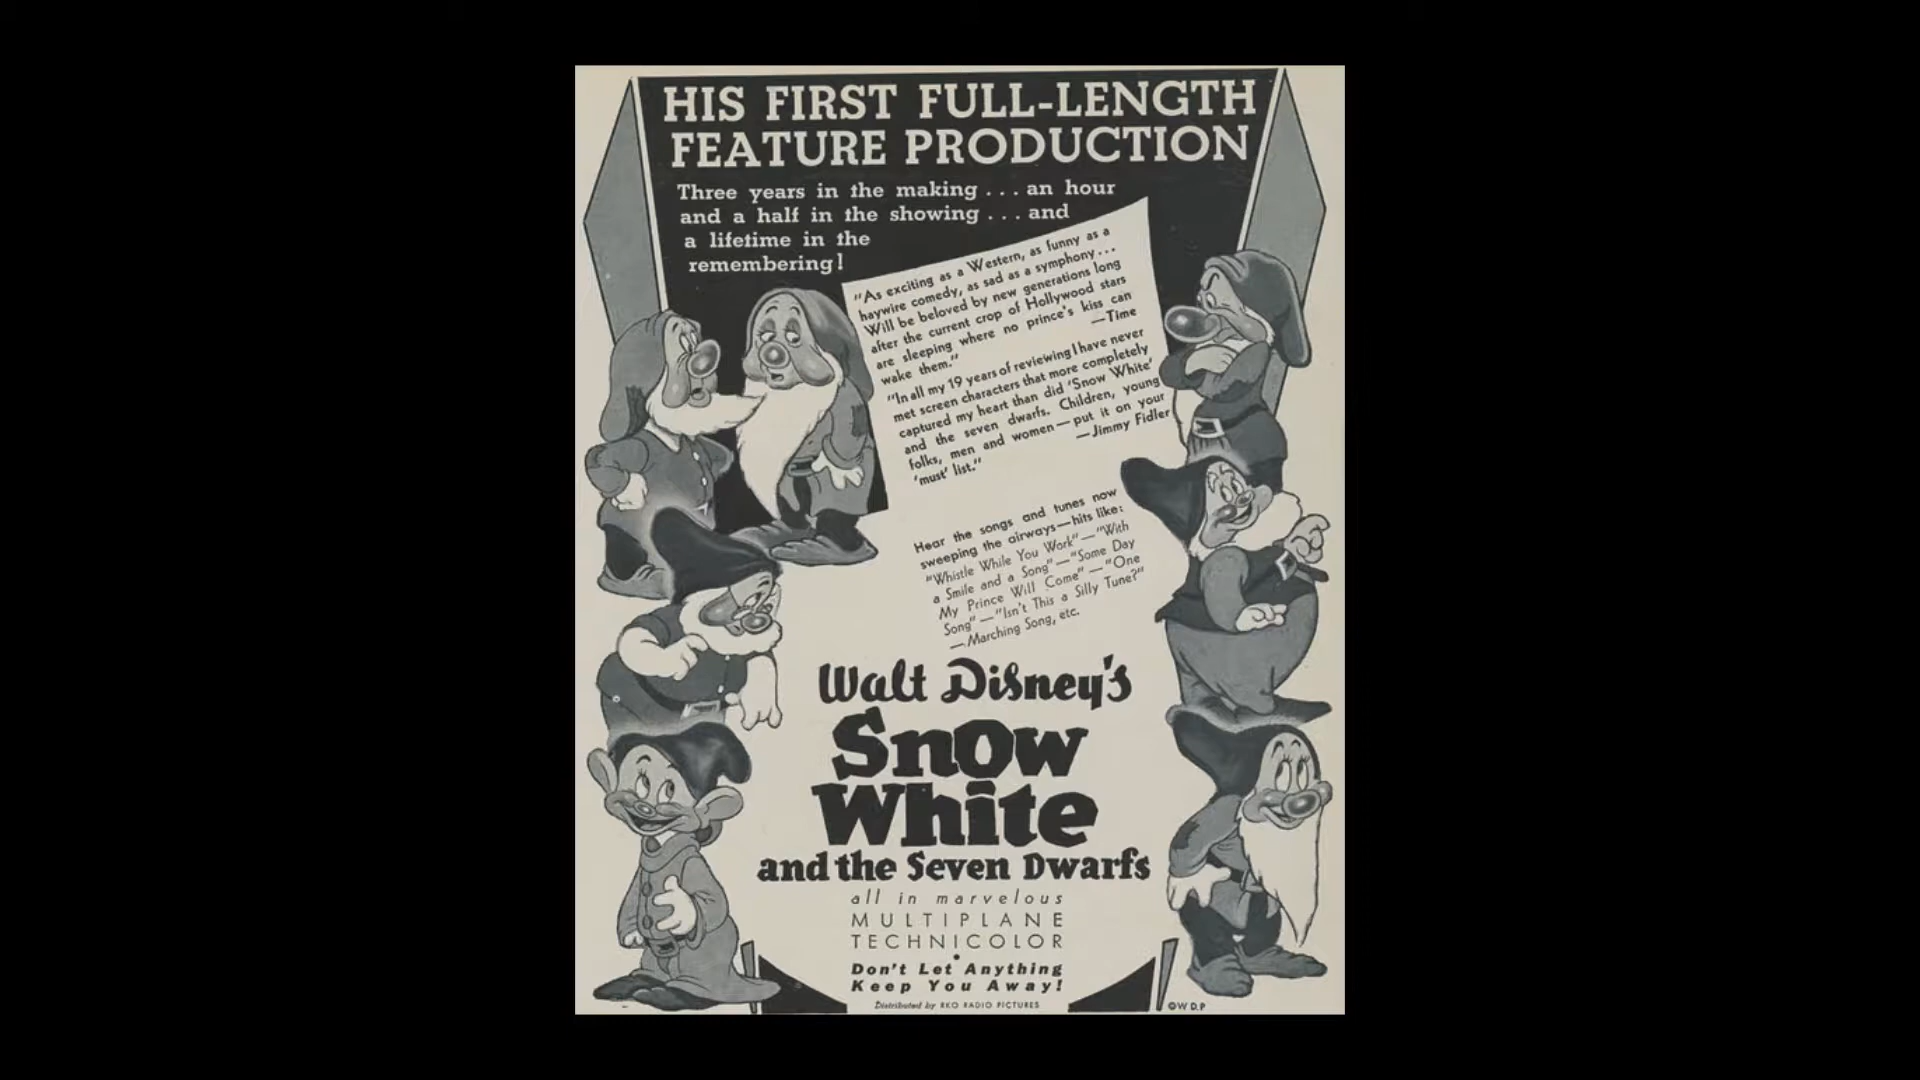 HIS FIRST FULL-LENGTH
FEATURE PRODUCTION
Three years in the making . . . an hour
and a half in the showing . . . and
a lifetime in the
remembering!
"As exciting as a Western, as funny as a
haywire comedy, as sad as a symphony...
Will be beloved by new generations long
after the current crop of Hollywood stars
are sleeping where no prince's kiss can
wake them."
—Time
"In all my 19 years of reviewing I have never
met screen characters that more completely
captured my heart than did 'Snow White'
and the seven dwarfs. Children, young
folks, men and women — put it on your
'must' list."
—Jimmy Fidler
Hear the songs and tunes now
sweeping the airways—hits like:
"Whistle While You Work"—"With
a Smile and a Song"—"Some Day
My Prince Will Come"—"One
Song"—"Isn't This a Silly Tune?"
—Marching Song, etc.
Walt Disney's
Snow
White
and the Seven Dwarfs
all in marvelous
MULTIPLANE
TECHNICOLOR
Don't Let Anything
Keep You Away!
Distributed by RKO RADIO PICTURES
©W.D.P